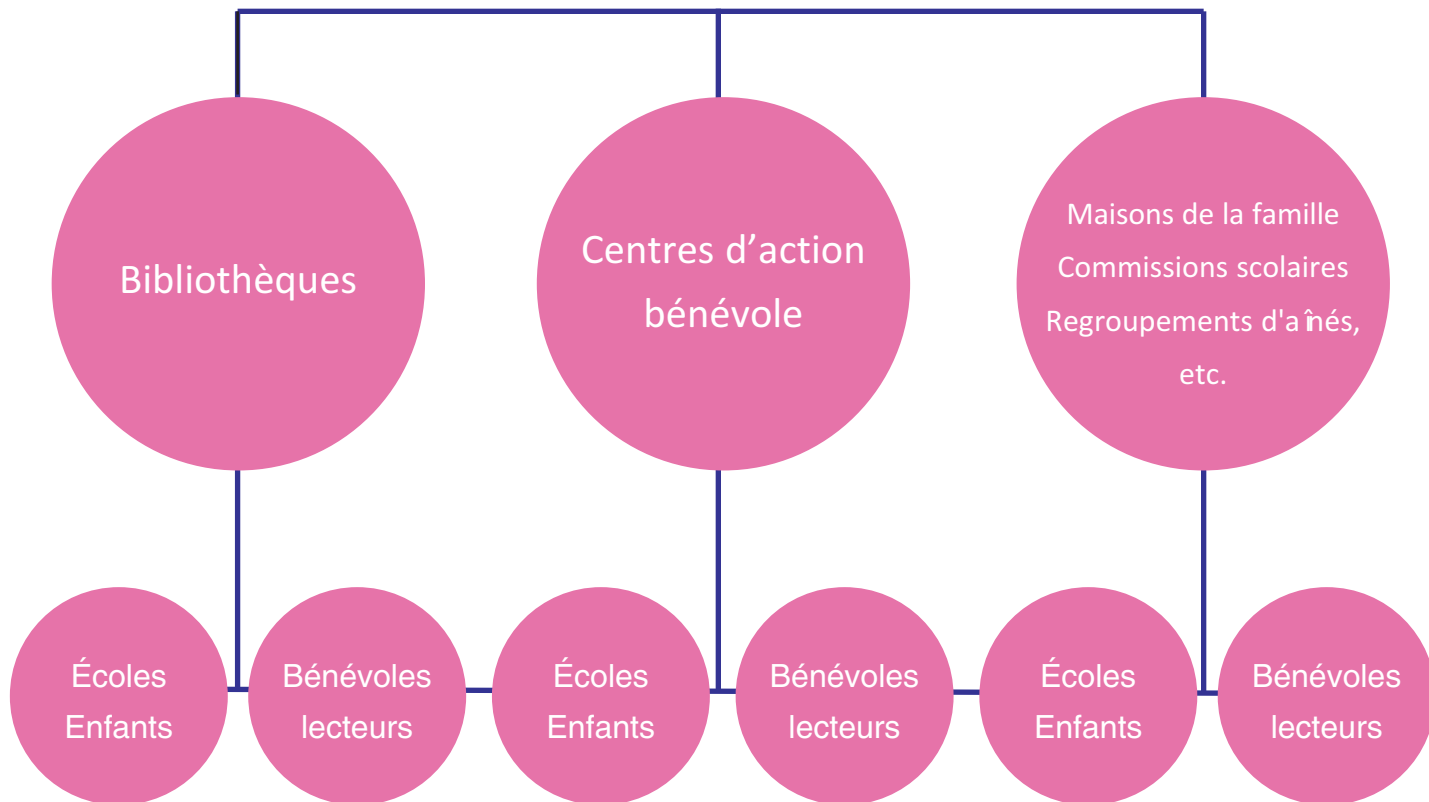 Bibliothèques
Centres d'action
bénévole
Maisons de la famille
Commissions scolaires
Regroupements d'aînés,
etc.
Écoles
Enfants
Bénévoles
lecteurs
Écoles
Enfants
Bénévoles
lecteurs
Écoles
Enfants
Bénévoles
lecteurs